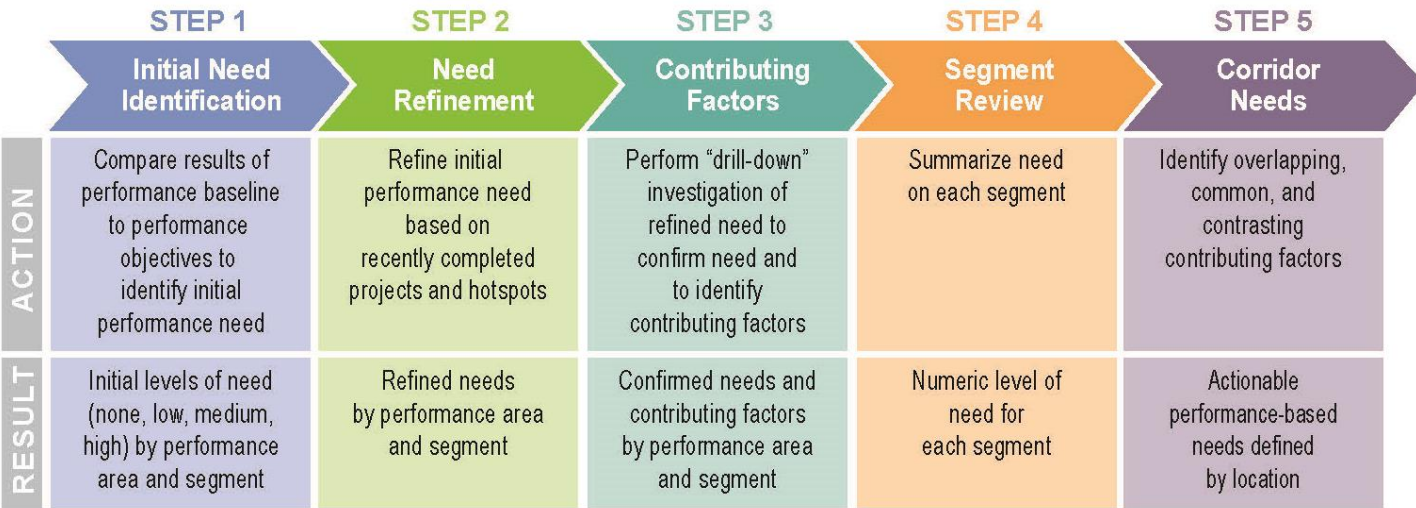 STEP 1
STEP 2
STEP 3
STEP 4
STEP 5
Initial Need
Identification
Need
Refinement
Contributing
Factors
Segment
Review
Corridor
Needs
ACTION
Compare results of
performance baseline
to performance
objectives to
identify initial
performance need
Refine initial
performance need
based on
recently completed
projects and hotspots
Perform “drill-down”
investigation of
refined need to
confirm need and
to identify
contributing factors
Summarize need
on each segment
Identify overlapping,
common, and
contrasting
contributing factors
RESULT
Initial levels of need
(none, low, medium,
high) by performance
area and segment
Refined needs
by performance area
and segment
Confirmed needs and
contributing factors
by performance area
and segment
Numeric level of
need for
each segment
Actionable
performance-based
needs defined
by location